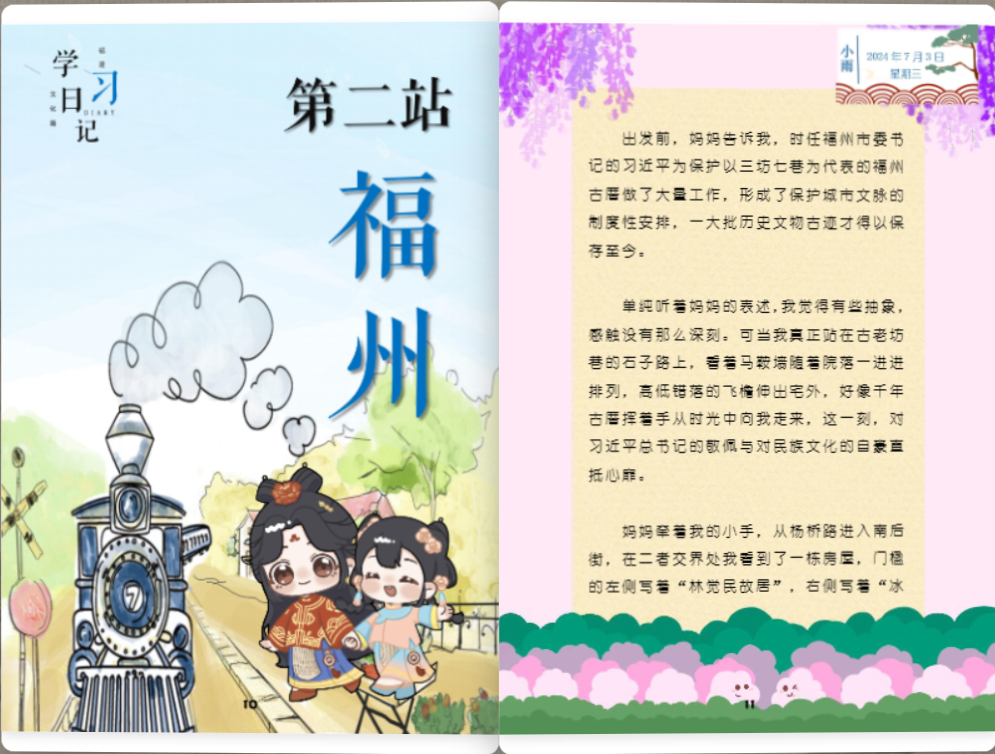 学习日记
DIARY
第二站
福州
7
10
小雨
2024年7月3日
星期三
出发前，妈妈告诉我，时任福州市委书
记的习近平为保护以三坊七巷为代表的福州
古厝做了大量工作，形成了保护城市文脉的
制度性安排，一大批历史文物古迹才得以保
存至今。
单纯听着妈妈的表述，我觉得有些抽象，
感触没有那么深刻。可当我真正站在古老坊
巷的石子路上，看着马鞍墙随着院落一进进
排列，高低错落的飞檐伸出宅外，好像千年
古厝挥着手从时光中向我走来，这一刻，对
习近平总书记的敬佩与对民族文化的自豪直
抵心扉。
妈妈牵着我的小手，从杨桥路进入南后
街，在二者交界处我看到了一栋房屋，门楹
的左侧写着“林觉民故居”，右侧写着“冰
11